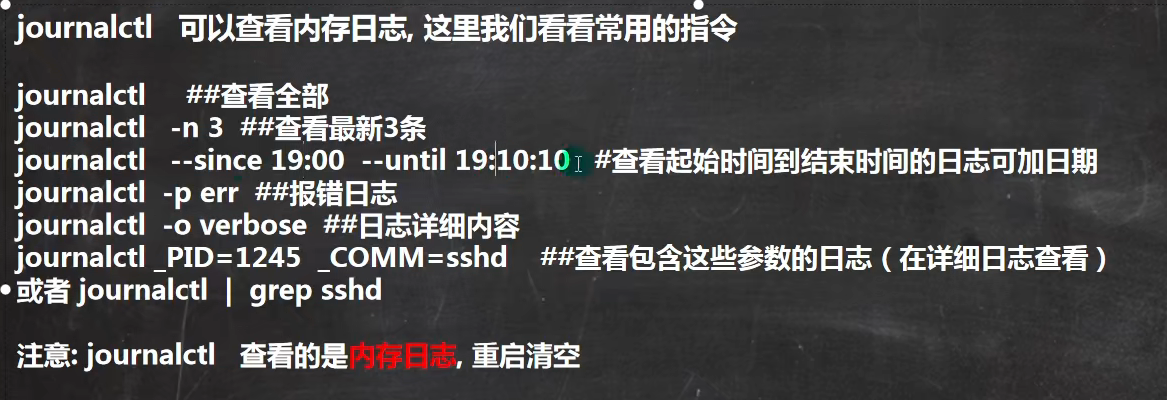 journalctl 可以查看内存日志, 这里我们看看常用的指令
journalctl ##查看全部
journalctl -n 3 ##查看最新3条
journalctl --since 19:00 --until 19:10:10 #查看起始时间到结束时间的日志可加日期
journalctl -p err ##报错日志
journalctl -o verbose ##日志详细内容
journalctl _PID=1245 _COMM=sshd ##查看包含这些参数的日志（在详细日志查看）
或者 journalctl | grep sshd
注意: journalctl 查看的是内存日志, 重启清空